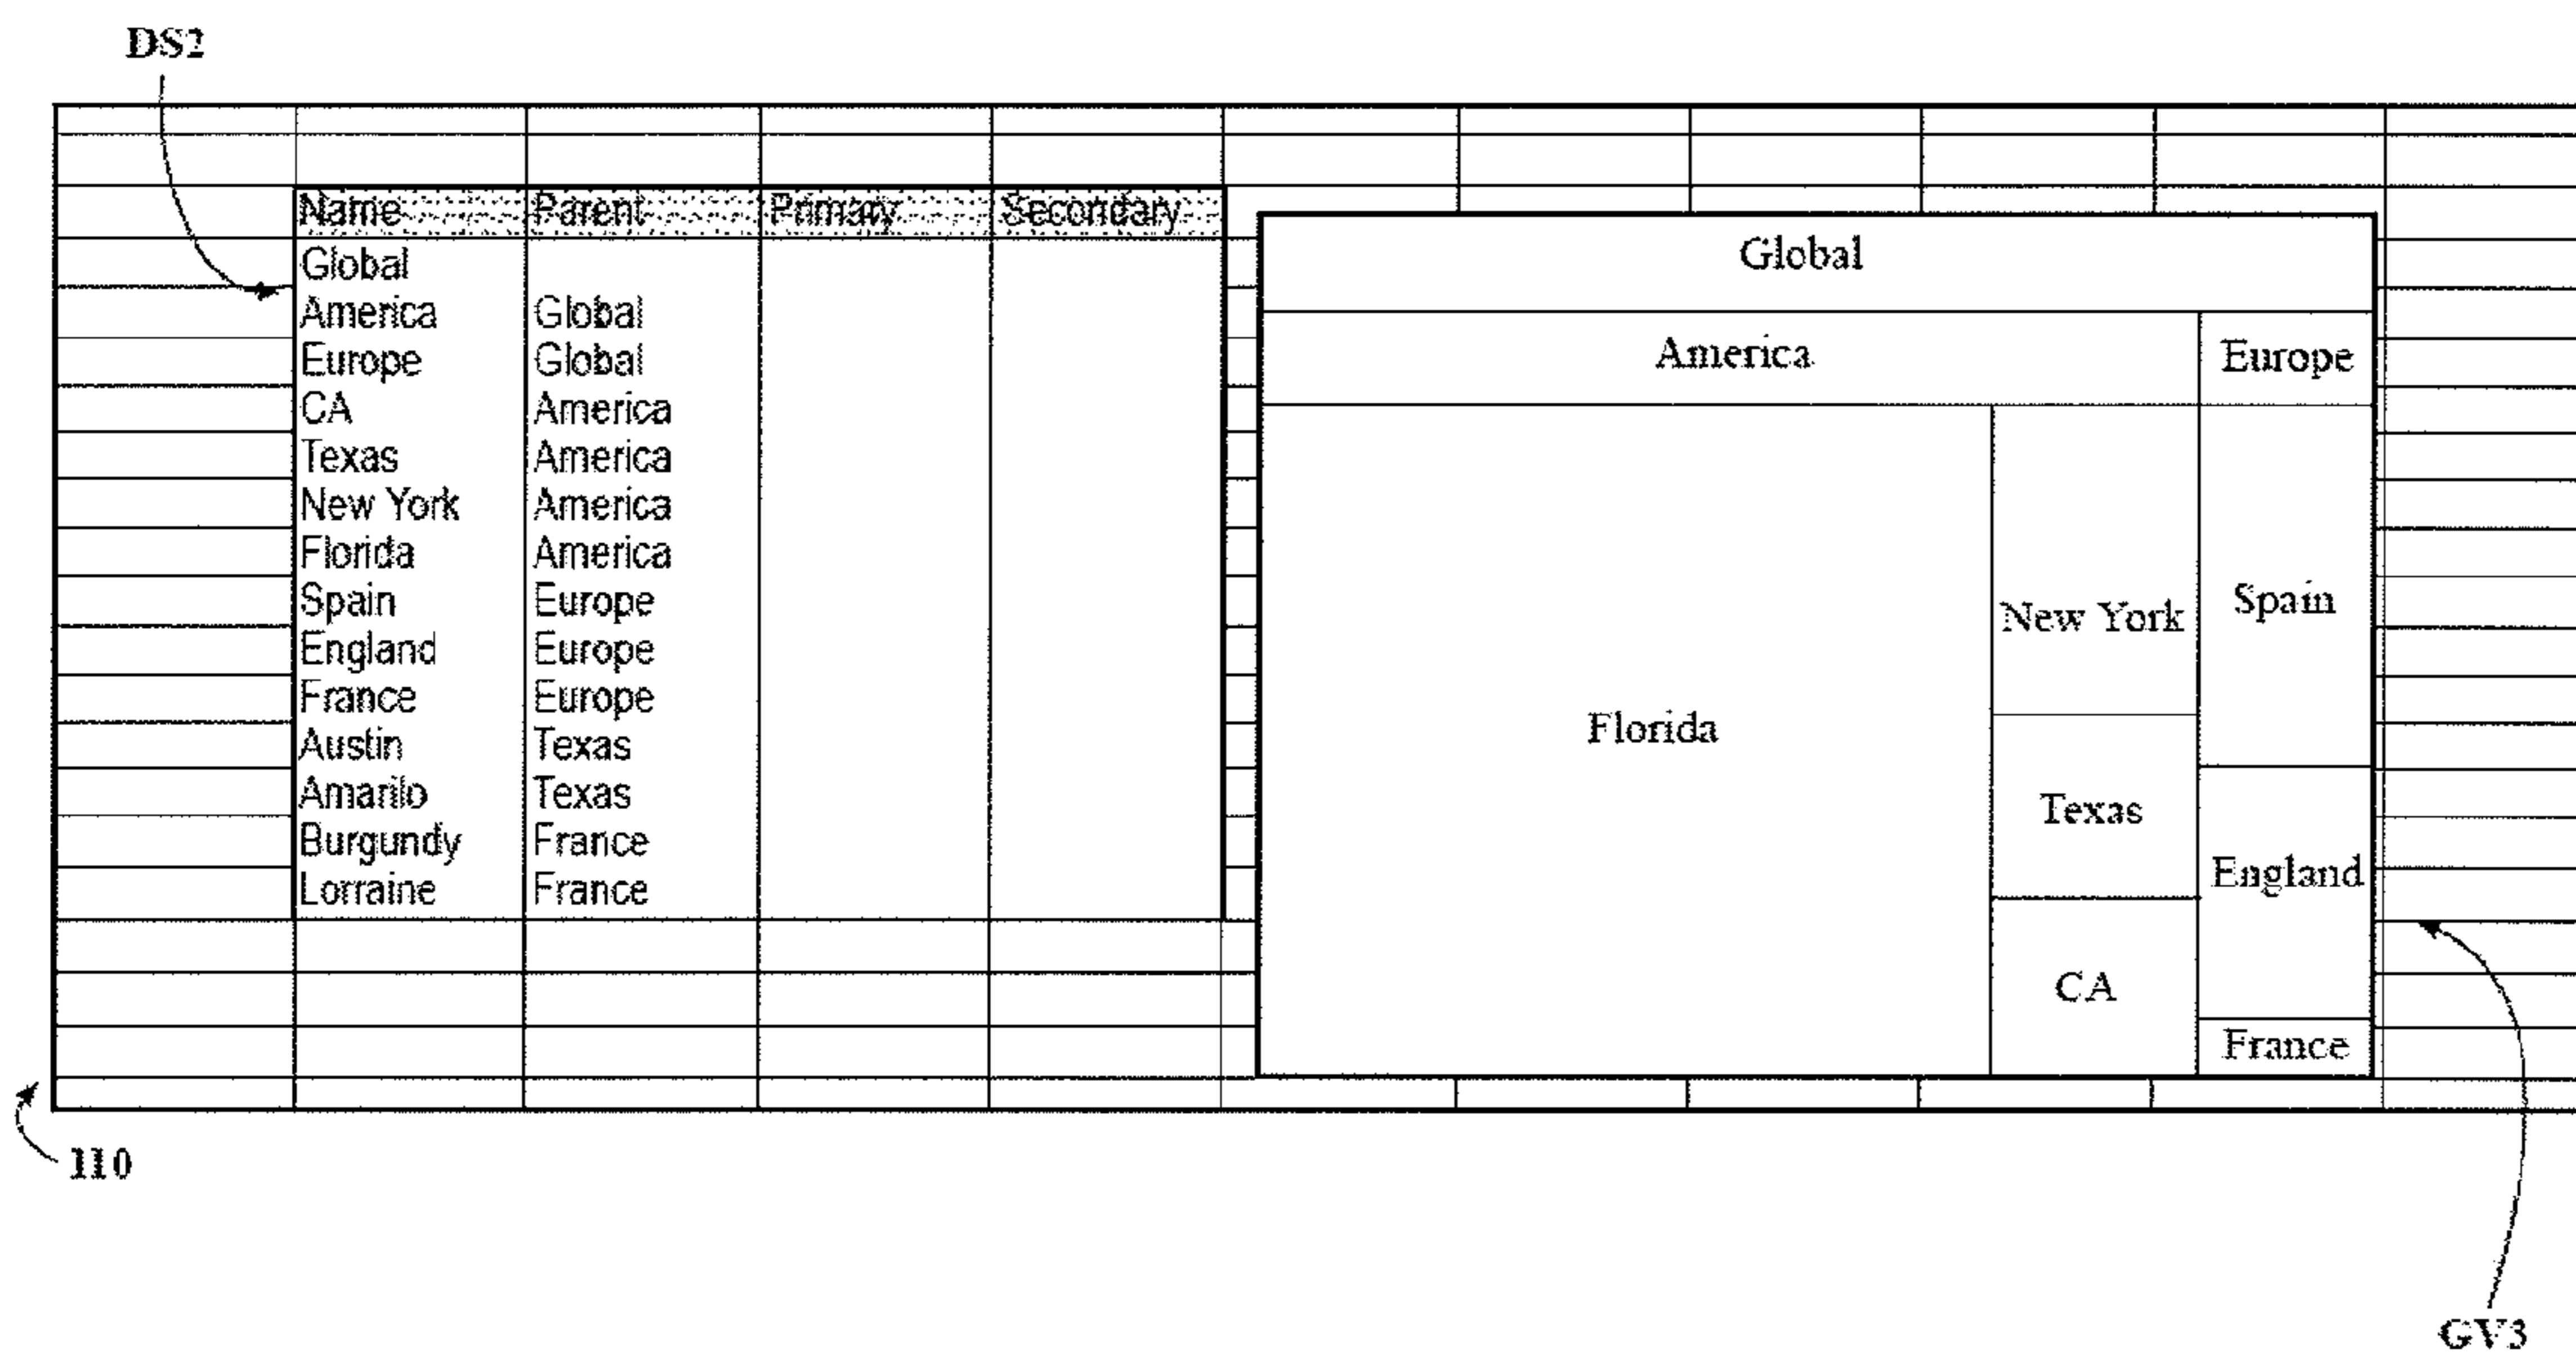 DS2
Name Parent Primary Secondary
Global
America Global
Europe Global
CA America
Texas America
New York America
Florida America
Spain Europe
England Europe
France Europe
Austin Texas
Amarilo Texas
Burgundy France
Lorraine France
Global
America Europe
Florida
New York
Texas
CA
Spain
England
France
110
GV3